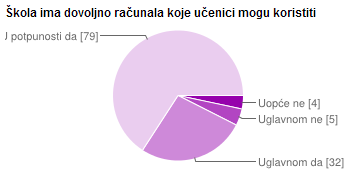 Škola ima dovoljno računala koje učenici mogu koristiti
potpunosti da [79]
Uopće ne [4]
Uglavnom ne [5]
Uglavnom da [32]